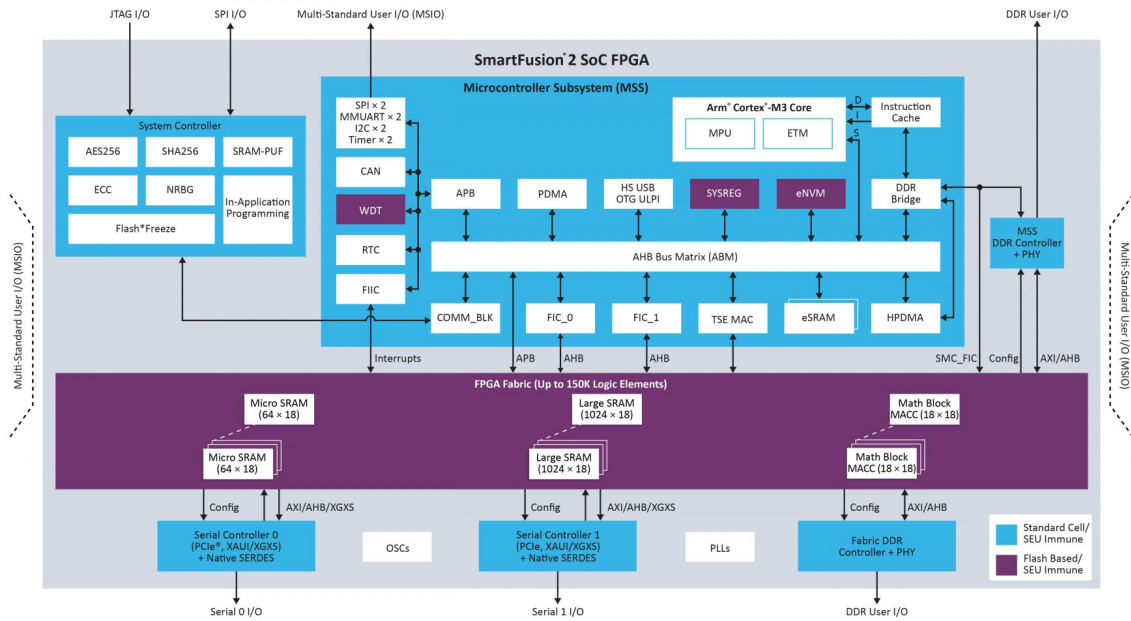 JTAG I/O
SPI I/O
Multi-Standard User I/O (MSIO)
DDR User I/O
SmartFusion®2 SoC FPGA
Microcontroller Subsystem (MSS)
System Controller
AES256
SHA256
SRAM-PUF
ECC
NRBG
In-Application
Programming
Flash*Freeze
SPI × 2
MMUART × 2
I2C × 2
Timer × 2
CAN
WDT
RTC
FIIC
Arm® Cortex®-M3 Core
MPU
ETM
D
I
S
Instruction
Cache
APB
PDMA
HS USB
OTG ULPI
SYSREG
eNVM
DDR
Bridge
AHB Bus Matrix (ABM)
COMM_BLK
FIC_0
FIC_1
TSE MAC
eSRAM
HPDMA
MSS
DDR Controller
+ PHY
Multi-Standard User I/O (MSIO)
Multi-Standard User I/O (MSIO)
Interrupts
APB
AHB
AHB
SMC_FIC
Config
AXI/AHB
FPGA Fabric (Up to 150K Logic Elements)
Micro SRAM
(64 × 18)
Large SRAM
(1024 × 18)
Math Block
MACC (18 × 18)
Micro SRAM
(64 × 18)
Large SRAM
(1024 × 18)
Math Block
MACC (18 × 18)
Config
AXI/AHB/XGXS
Config
AXI/AHB/XGXS
Config
AXI/AHB
Serial Controller 0
(PCIe®, XAUI/XGXS)
+ Native SERDES
OSCs
Serial Controller 1
(PCIe, XAUI/XGXS)
+ Native SERDES
PLLs
Fabric DDR
Controller + PHY
Standard Cell/
SEU Immune
Flash Based/
SEU Immune
Serial 0 I/O
Serial 1 I/O
DDR User I/O